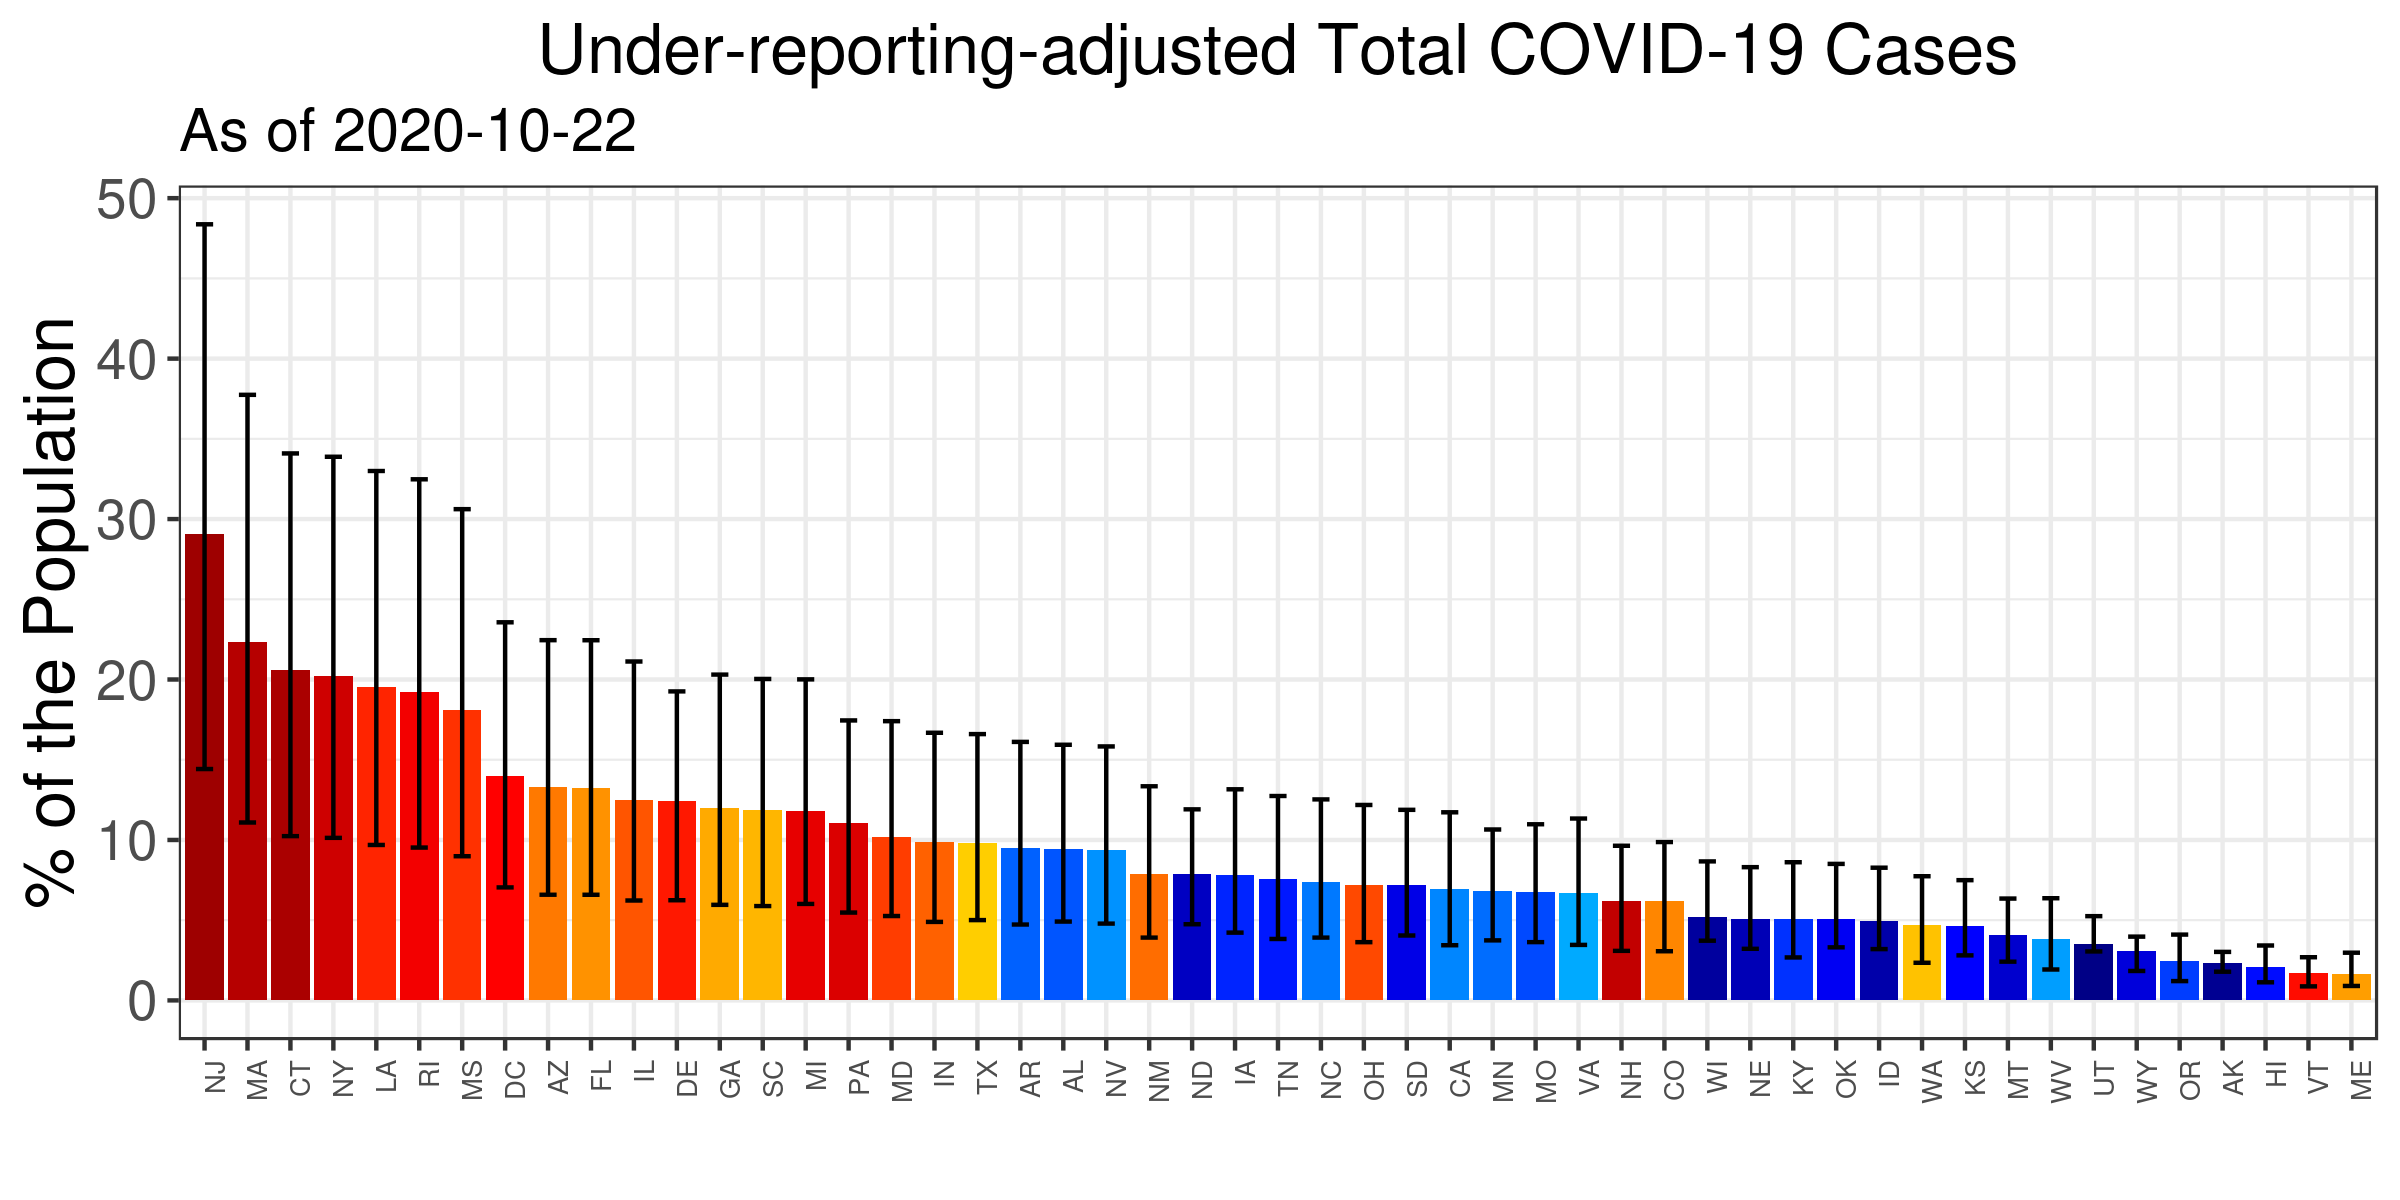 Under-reporting-adjusted Total COVID-19 Cases
As of 2020-10-22
% of the Population
50
40
30
20
10
0
NJ MA CT NY LA RI MS DC AZ FL IL DE GA SC MI PA MD IN TX AR AL NV NM ND IA TN NC OH SD CA MN MO VA NH CO WI NE KY OK ID WA KS MT WV UT WY OR AK HI VT ME